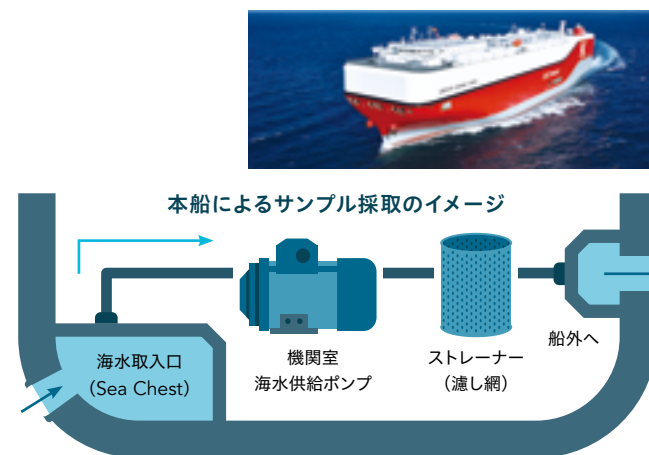 本船によるサンプル採取のイメージ
海水取入口
(Sea Chest)
機関室
海水供給ポンプ
ストレーナー
（濾し網）
船外へ